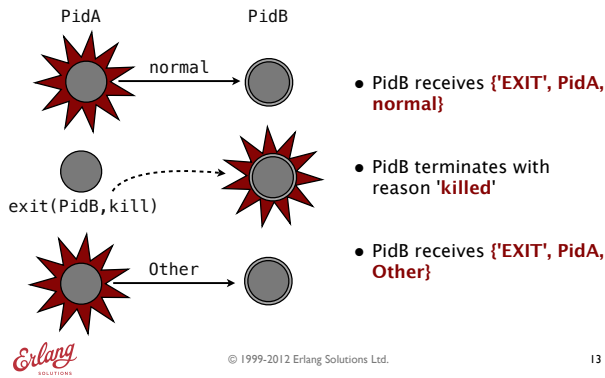 PidA
PidB
normal
• PidB receives {'EXIT', PidA,
normal}
exit(PidB,kill)
• PidB terminates with
reason 'killed'
Other
• PidB receives {'EXIT', PidA,
Other}
Erlang
SOLUTIONS
© 1999-2012 Erlang Solutions Ltd.
13